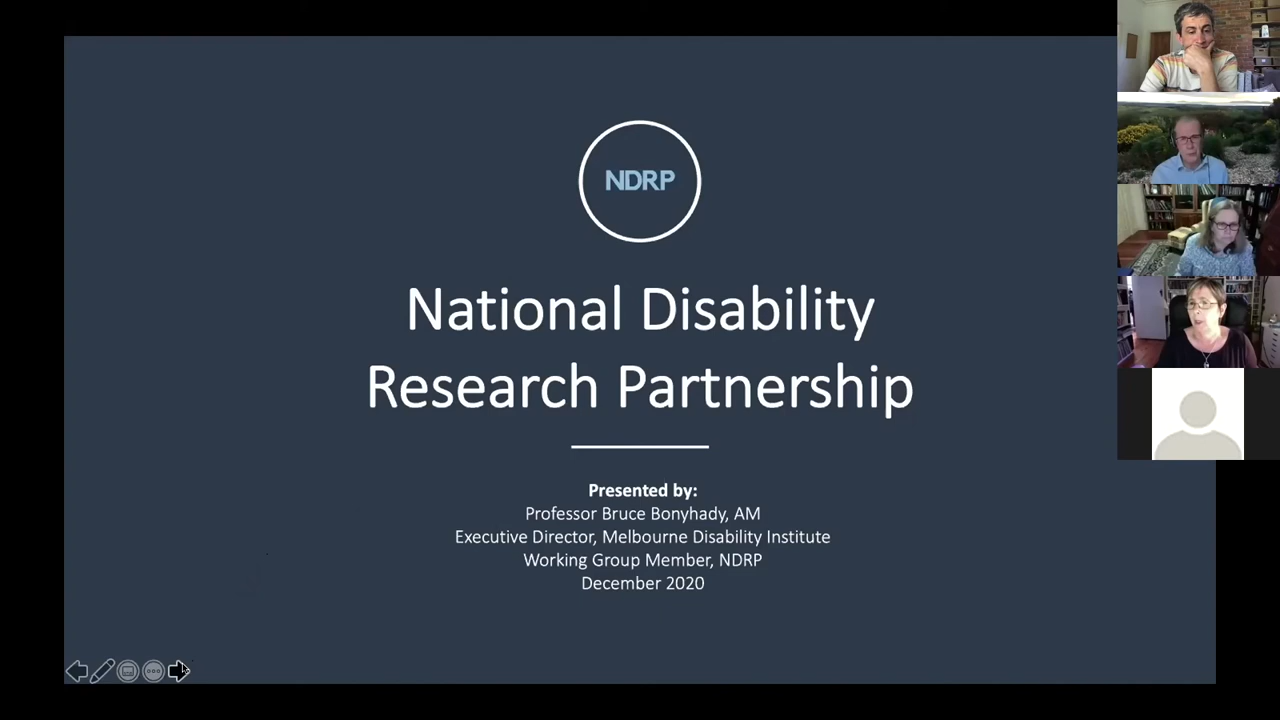 NDRP
National Disability
Research Partnership
Presented by:
Professor Bruce Bonyhady, AM
Executive Director, Melbourne Disability Institute
Working Group Member, NDRP
December 2020